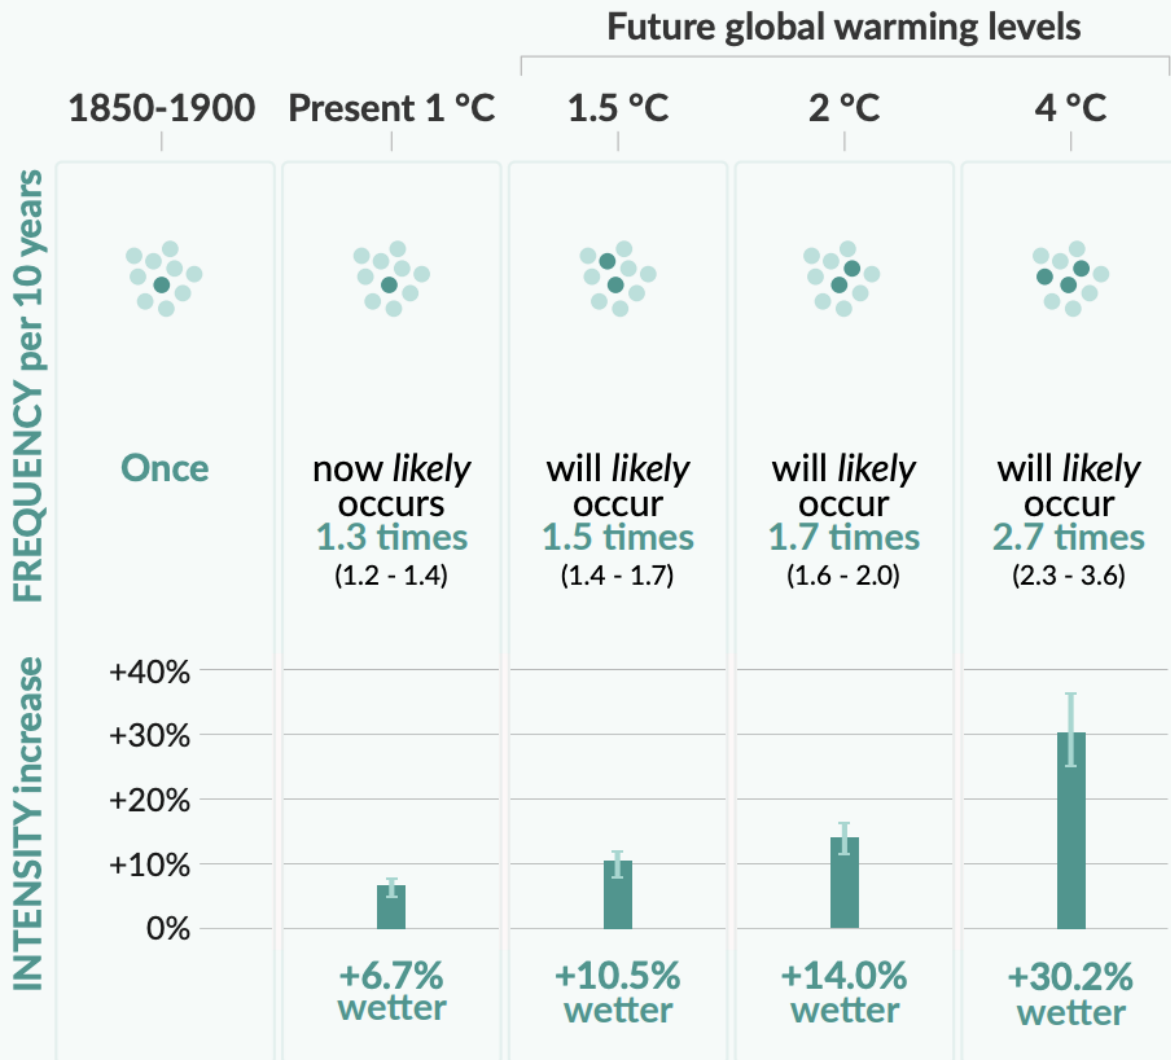 Future global warming levels
1850-1900
Present 1 °C
1.5 °C
2 °C
4 °C
FREQUENCY per 10 years
Once
now likely
occurs
1.3 times
(1.2 - 1.4)
will likely
occur
1.5 times
(1.4 - 1.7)
will likely
occur
1.7 times
(1.6 - 2.0)
will likely
occur
2.7 times
(2.3 - 3.6)
INTENSITY increase
+40%
+30%
+20%
+10%
0%
+6.7%
wetter
+10.5%
wetter
+14.0%
wetter
+30.2%
wetter